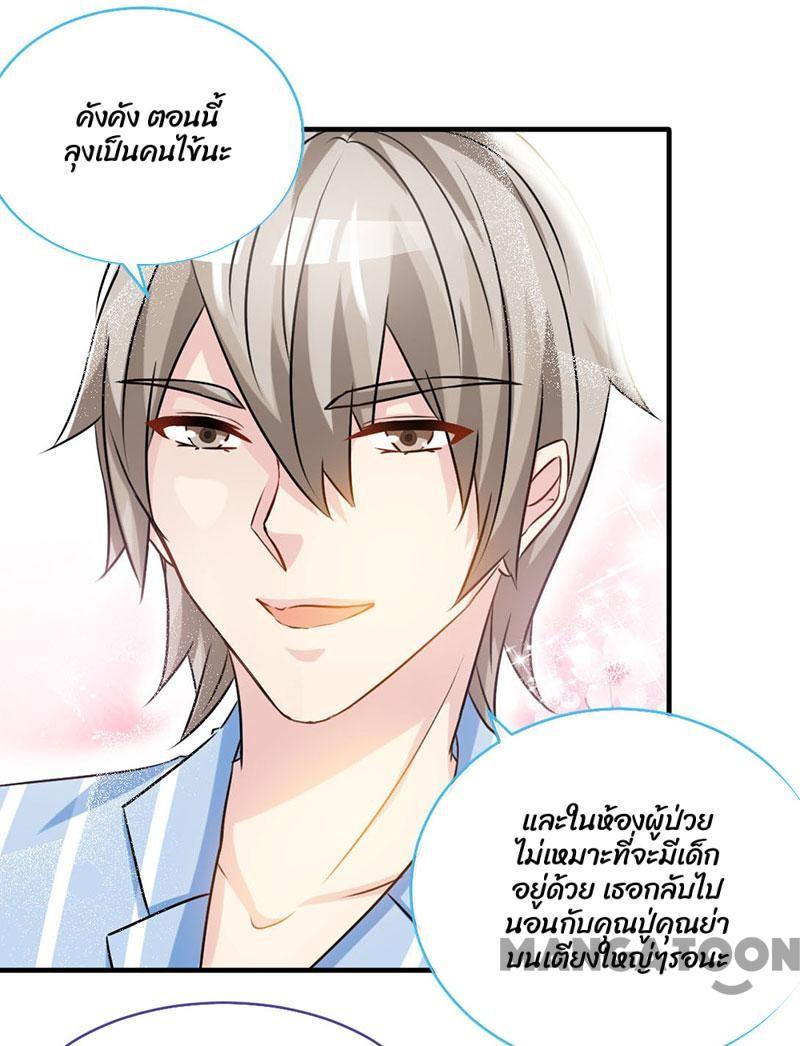 คังคัง ตอนนี้
ลุงเป็นคนไข้นะ
และในห้องผู้ป่วย
ไม่เหมาะที่จะมีเด็ก
อยู่ด้วย เธอกลับไป
นอนกับคุณปู่คุณย่า
บนเตียงใหญ่ๆรอนะ
MANGATOON